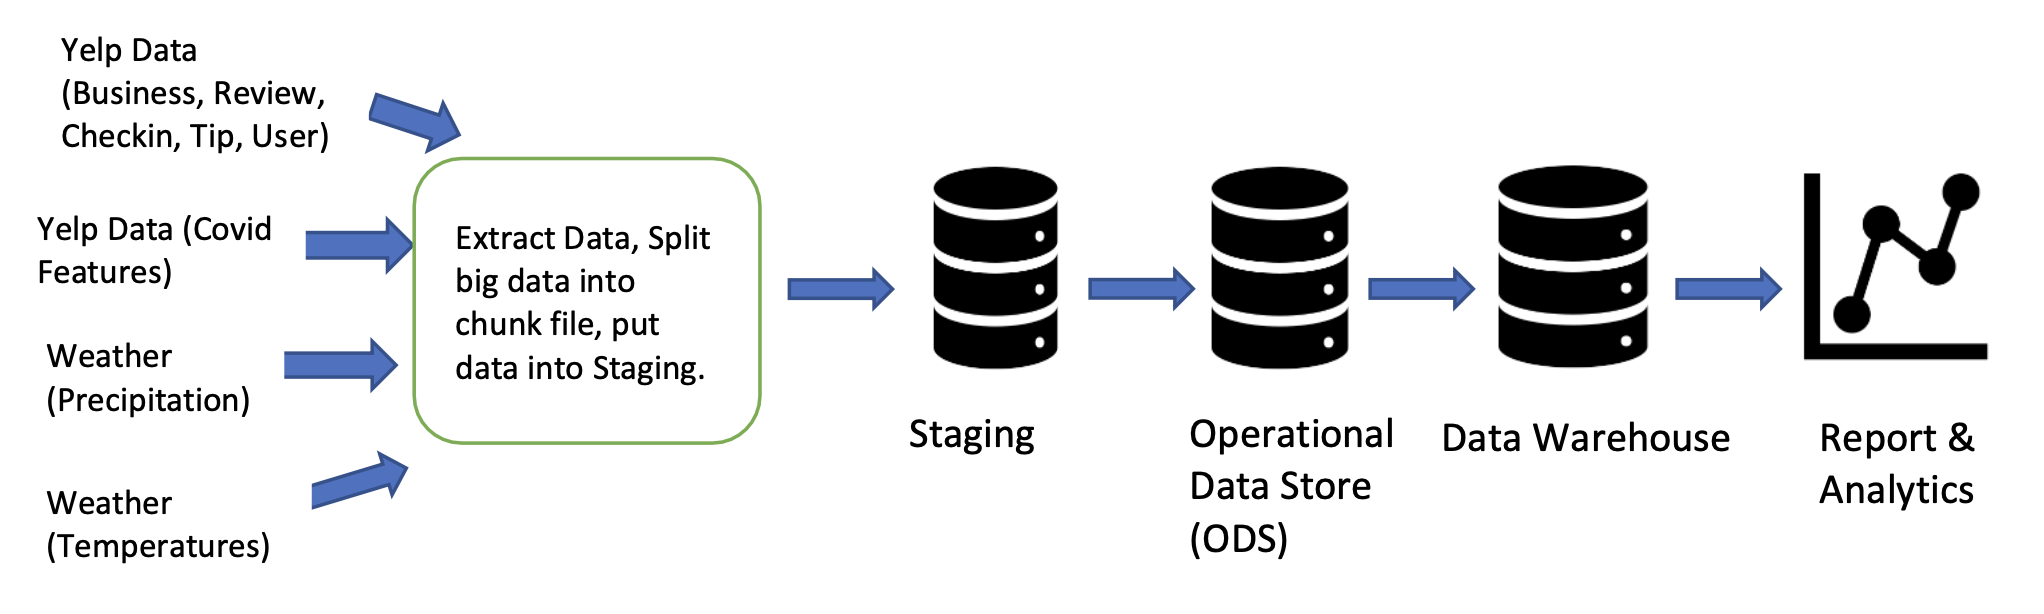 Yelp Data
(Business, Review,
Checkin, Tip, User)
Yelp Data (Covid
Features)
Weather
(Precipitation)
Weather
(Temperatures)
Extract Data, Split
big data into
chunk file, put
data into Staging.
Staging
Operational
Data Store
(ODS)
Data Warehouse
Report &
Analytics